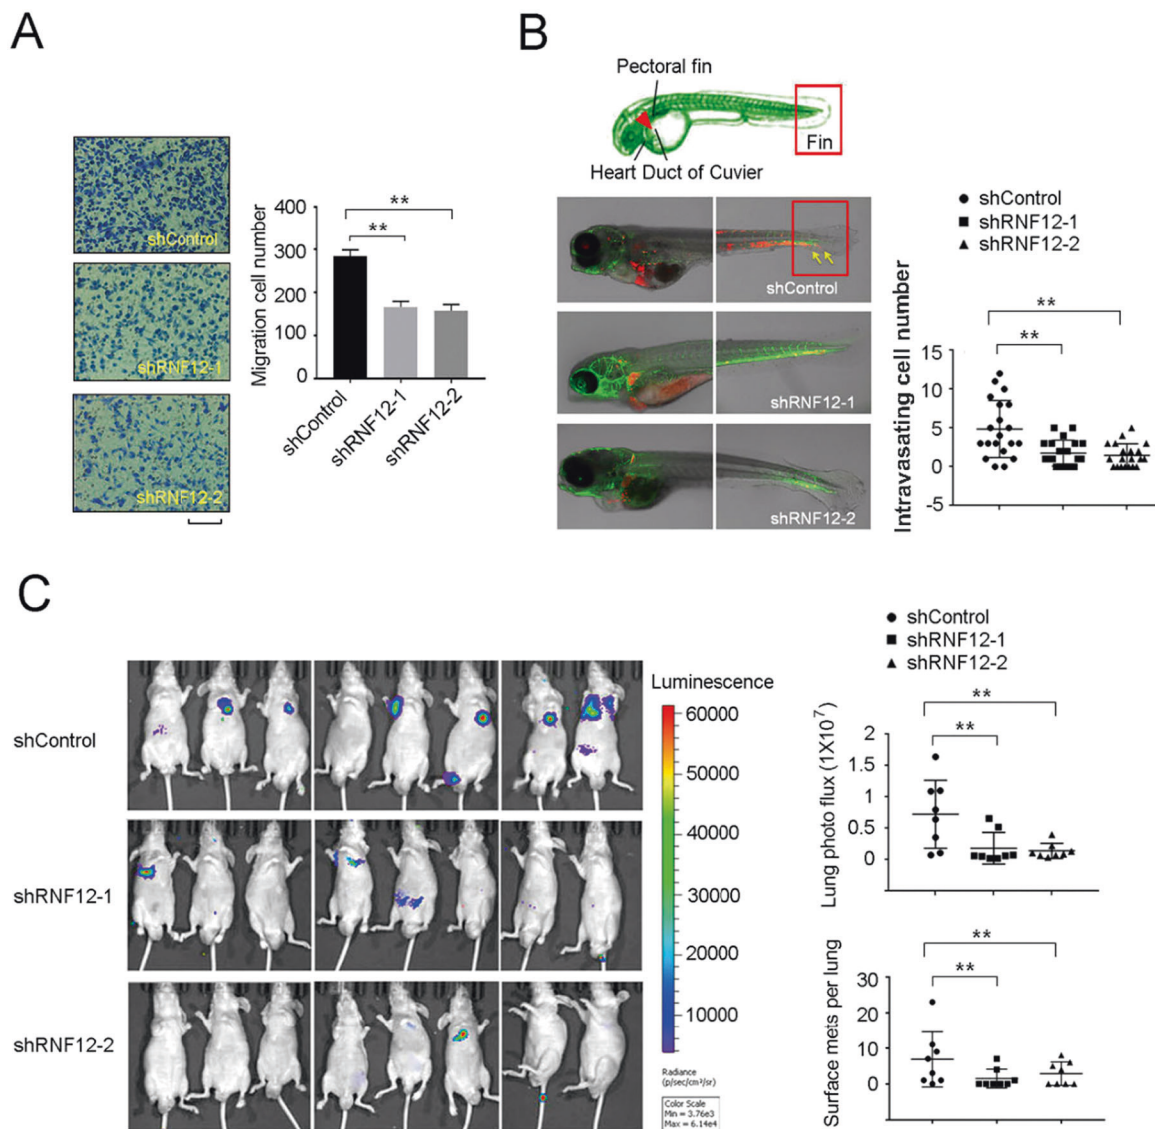 A
shControl
shRNF12-1
shRNF12-2
Migration cell number
400
300
200
100
0
**
**
shControl
shRNF12-1
snRNF12-2
B
Pectoral fin
Fin
Heart Duct of Cuvier
shControl
shRNF12-1
shRNF12-2
shControl
shRNF12-1
shRNF12-2
Intravasating cell number
**
**
15
10
5
0
-5
C
shControl
shRNF12-1
shRNF12-2
Luminescence
60000
50000
40000
30000
20000
10000
Radiance
(p/sec/cm²/sr)
Color Scale
Min = 3.76e3
Max = 6.14e4
shControl
shRNF12-1
shRNF12-2
Lung photo flux (1X10⁷)
**
**
2
1
0.5
0
Surface mets per lung
**
**
30
20
10
0